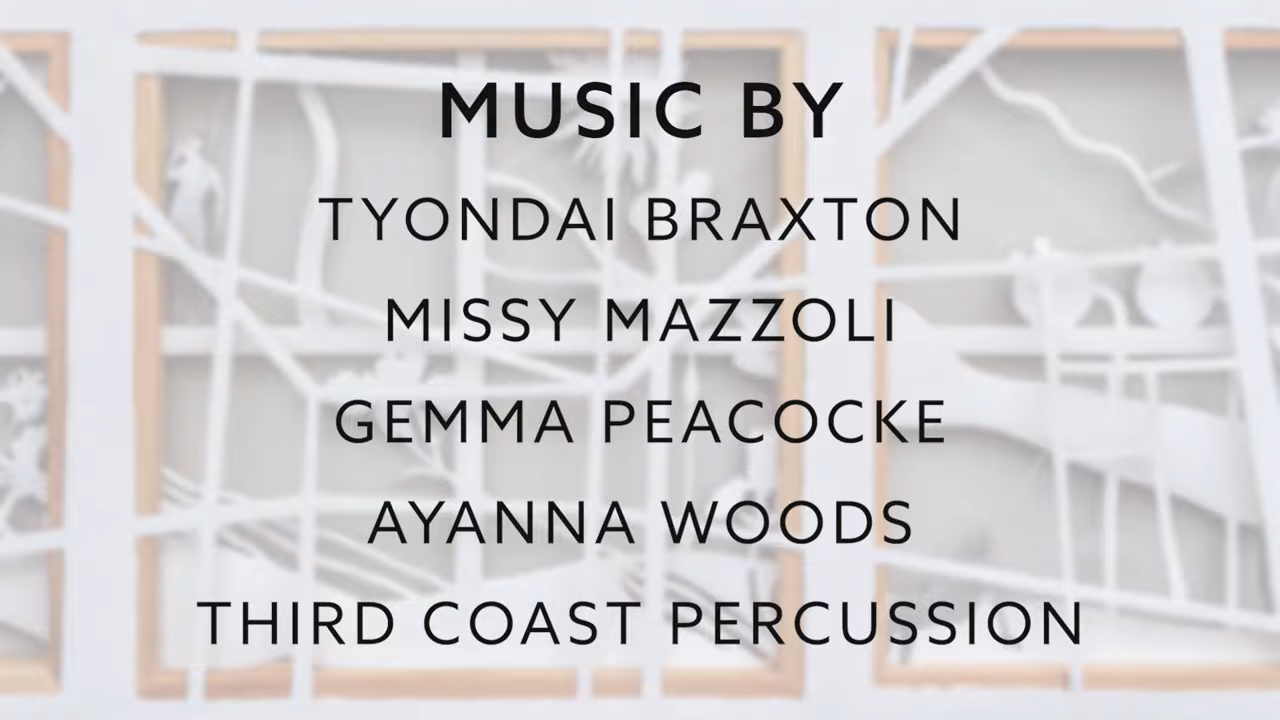 MUSIC BY
TYONDAI BRAXTON
MISSY MAZZOLI
GEMMA PEACOCKE
AYANNA WOODS
THIRD COAST PERCUSSION